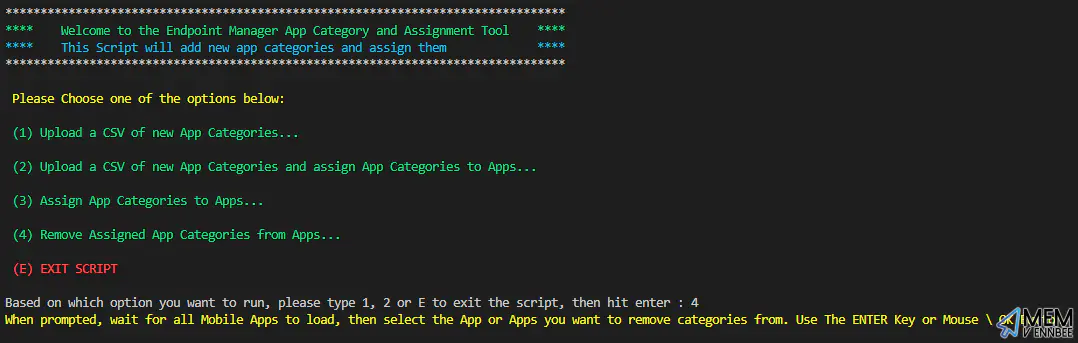 ********************************************************************************
**** Welcome to the Endpoint Manager App Category and Assignment Tool ****
**** This Script will add new app categories and assign them ****
********************************************************************************
Please Choose one of the options below:
(1) Upload a CSV of new App Categories...
(2) Upload a CSV of new App Categories and assign App Categories to Apps...
(3) Assign App Categories to Apps...
(4) Remove Assigned App Categories from Apps...
(E) EXIT SCRIPT
Based on which option you want to run, please type 1, 2 or E to exit the script, then hit enter : 4
When prompted, wait for all Mobile Apps to load, then select the App or Apps you want to remove categories from. Use The ENTER Key or Mouse \
MEM
VENNBEE